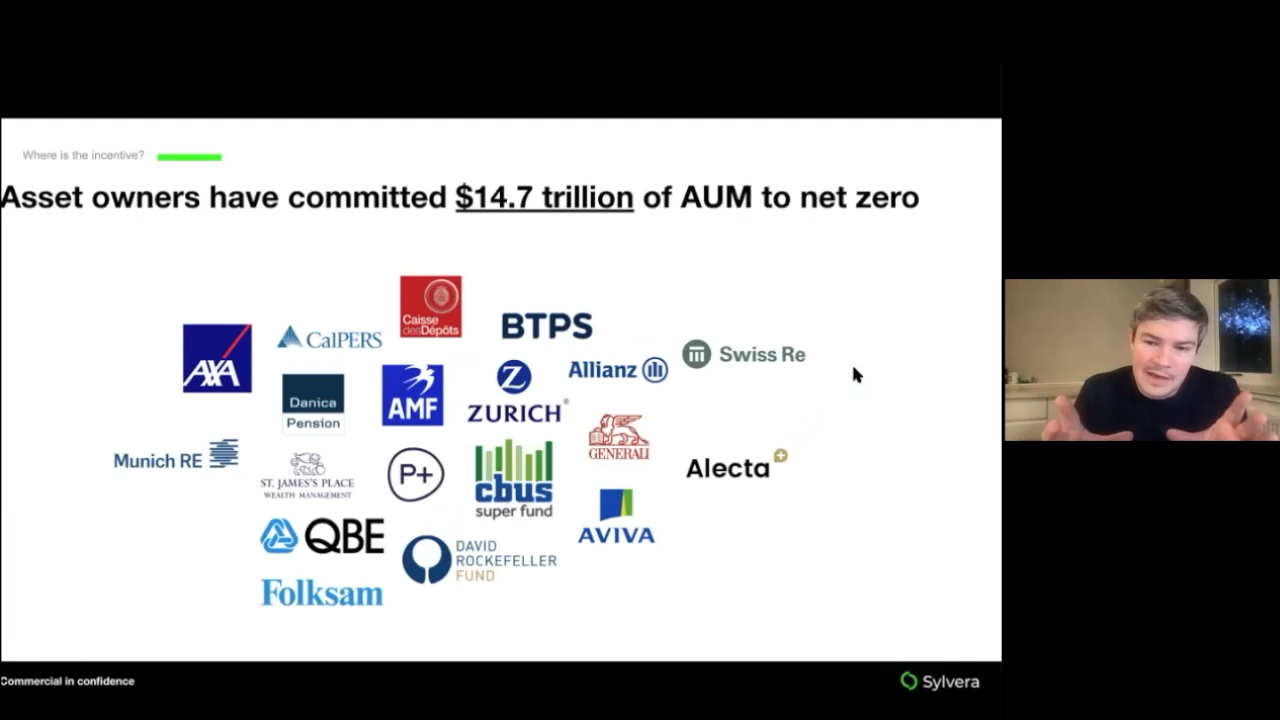 Where is the incentive?
Asset owners have committed $14.7 trillion of AUM to net zero
Caisse
desDépôts
BTPS
AXA
CalPERS
Allianz
Swiss Re
Danica
Pension
AMF
Z
ZURICH®
GENERALI
Munich RE
ST. JAMES'S PLACE
WEALTH MANAGEMENT
P+
cbus
super fund
Alecta
+
AVIVA
QBE
DAVID
ROCKEFELLER
FUND
Folksam
Commercial in confidence
Sylvera